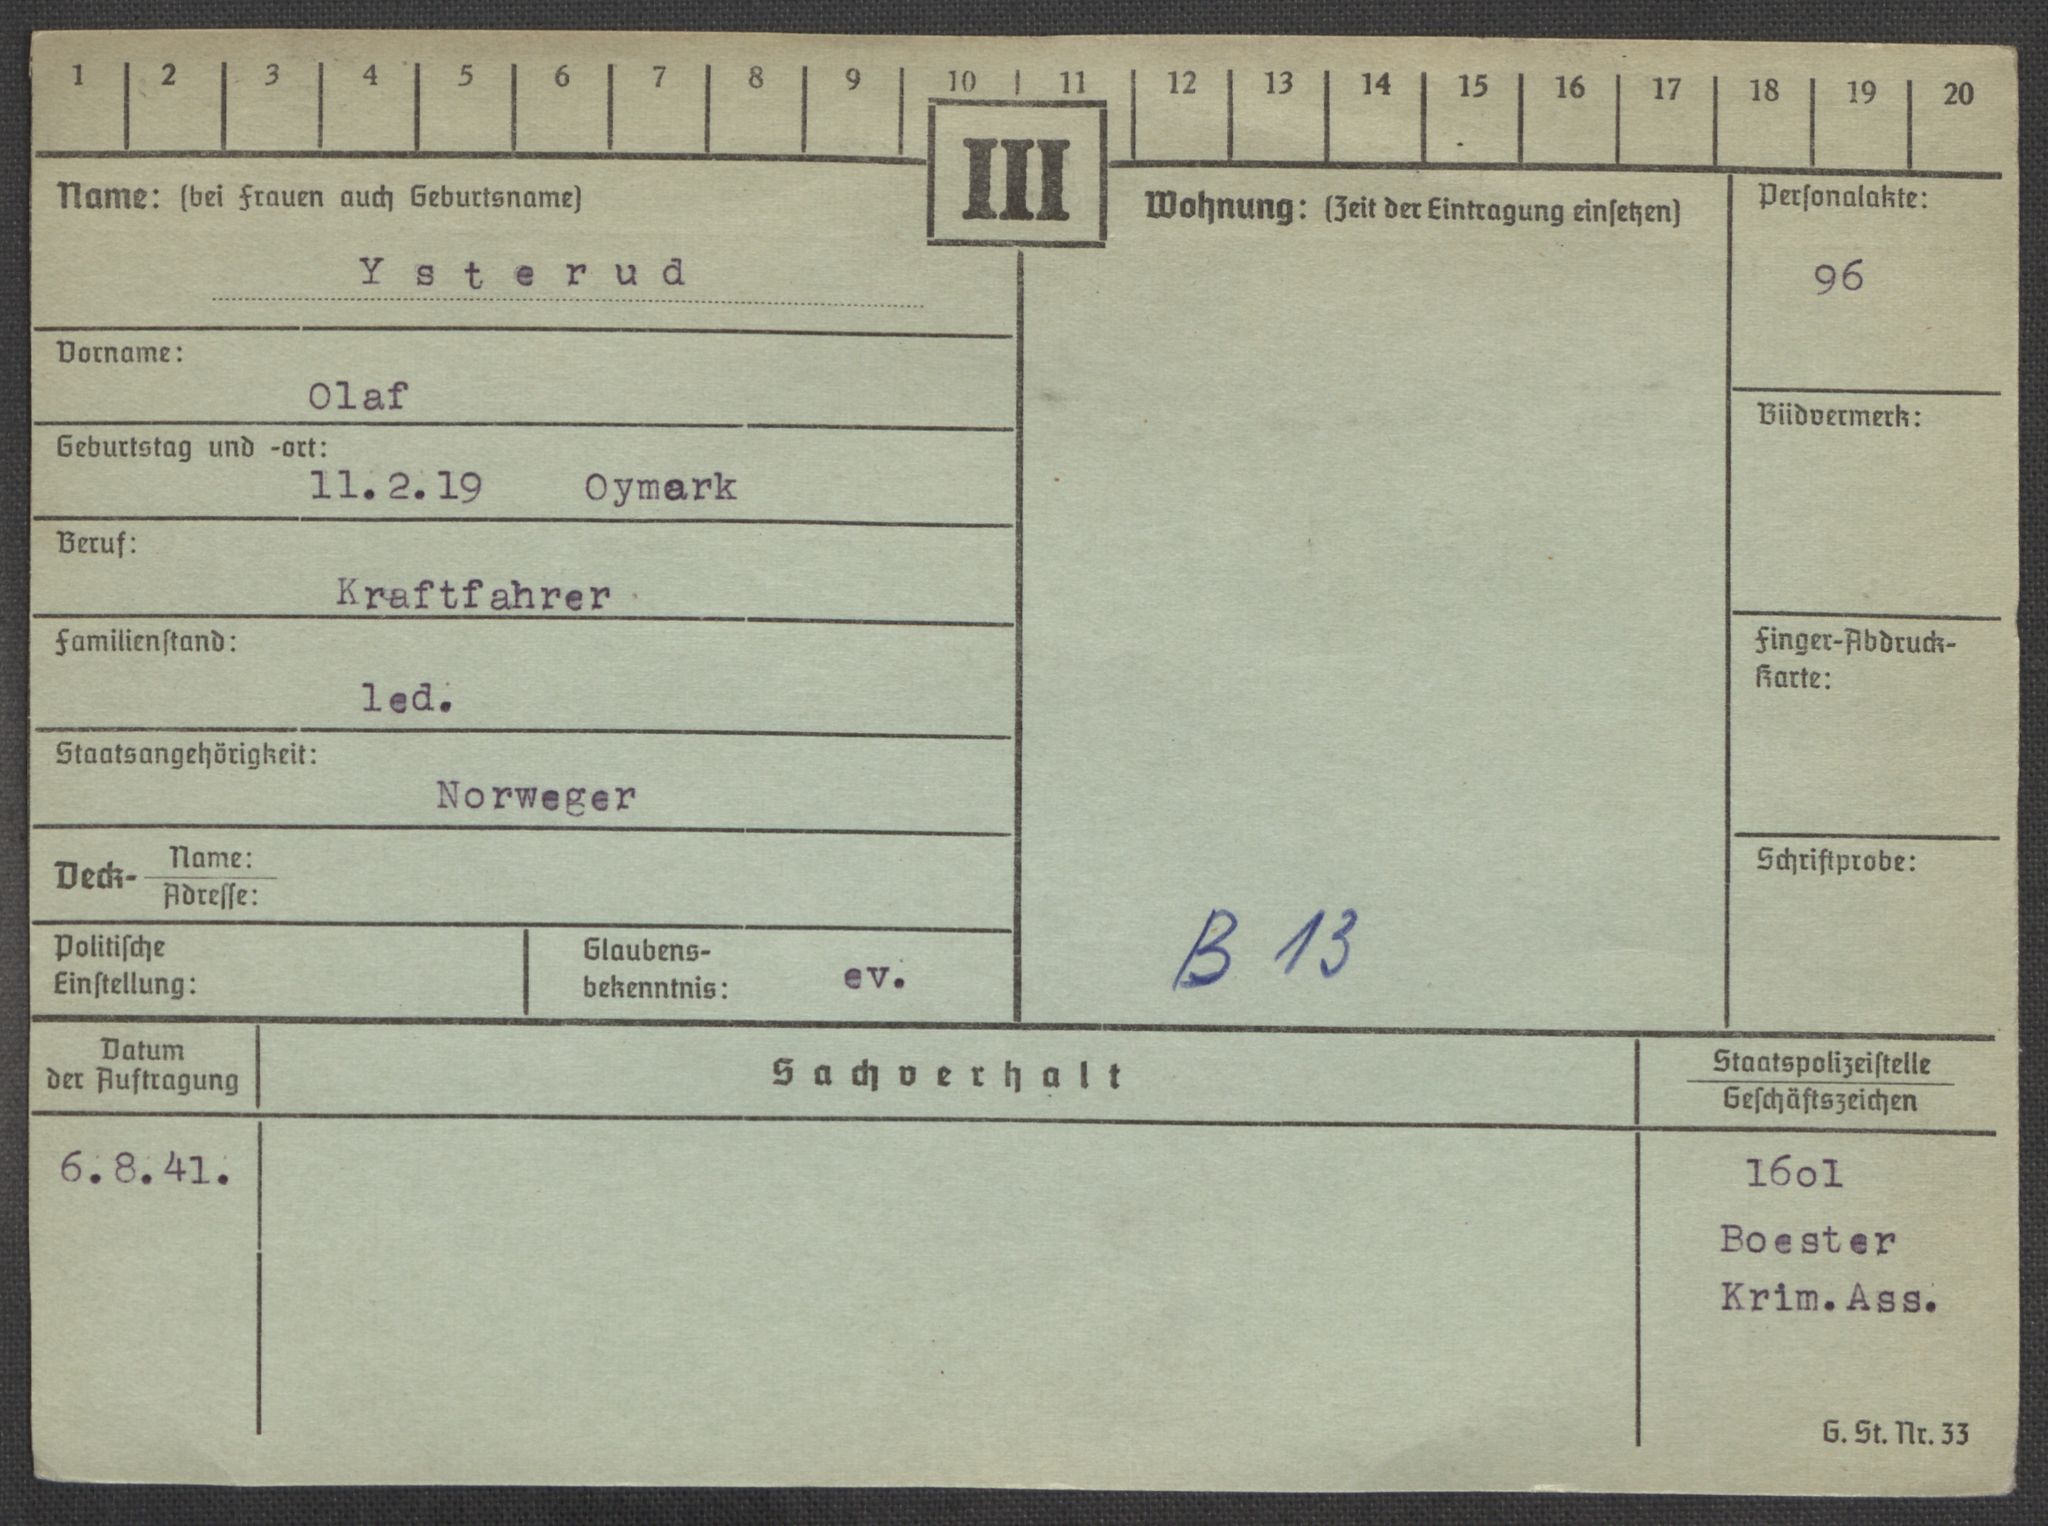 1 2 3 4 5 6 7 8 9 10 11 12 13 14 15 16 17 18 19 20
III
Name: (bei Frauen auch Geburtsname)
Ysterud
Vorname:
Olaf
Geburtstag und -ort:
11.2.19 Oymark
Beruf:
Kraftfahrer
Familienstand:
led.
Staatsangehörigkeit:
Norweger
Deck- Name:
Adresse:
Politische
Einstellung:
Glaubens-
bekenntnis: ev.
Wohnung: (Zeit der Eintragung einsetzen)
B 13
Personalakte:
96
Bildvermerk:
Finger-Abdruck-
Karte:
Schriftprobe:
Datum
der Auftragung
Sachverhalt
Staatspolizeistelle
Geschäftszeichen
6.8.41.
16o1
Boester
Krim.Ass.
G. St. Nr. 33